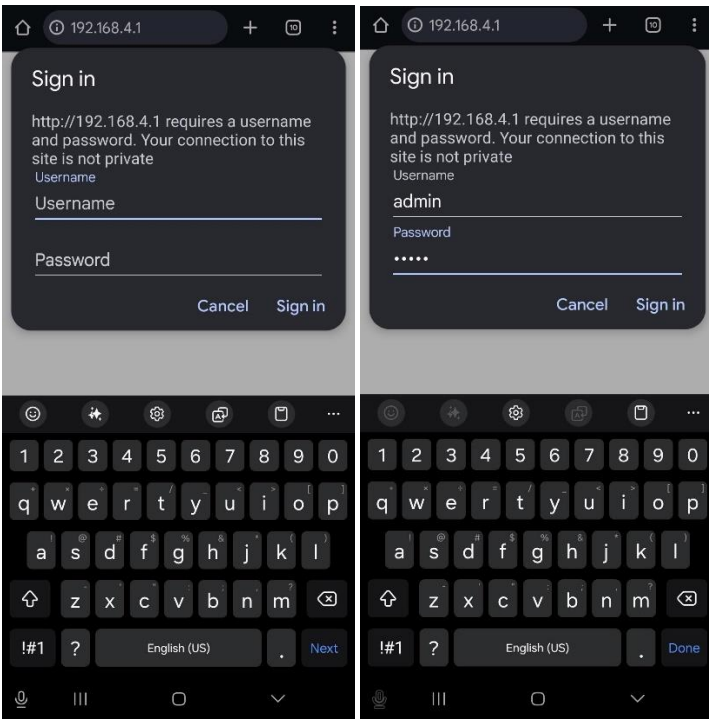 192.168.4.1
10
Sign in
http://192.168.4.1 requires a username
and password. Your connection to this
site is not private
Username
Username
Password
Cancel Sign in
1 2 3 4 5 6 7 8 9 0
q w e r t y u i o p
a s d f g h j k l
z x c v b n m
!#1 ? English (US) . Next
192.168.4.1
10
Sign in
http://192.168.4.1 requires a username
and password. Your connection to this
site is not private
Username
admin
Password
•••••
Cancel Sign in
1 2 3 4 5 6 7 8 9 0
q w e r t y u i o p
a s d f g h j k l
z x c v b n m
!#1 ? English (US) . Done